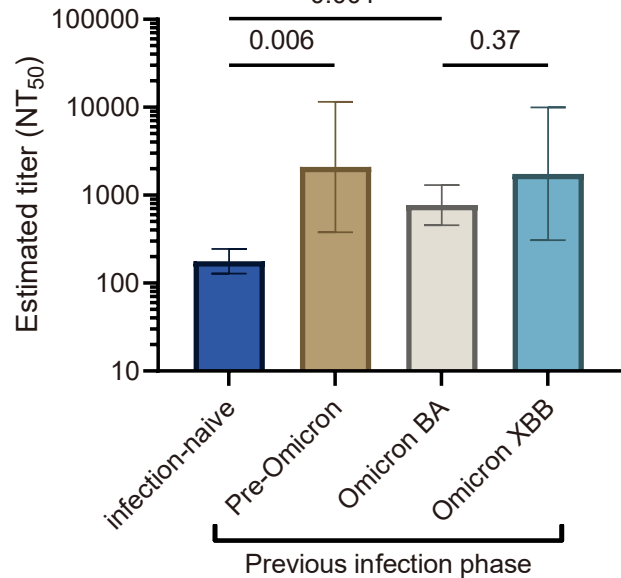 100000
10000
1000
100
10
Estimated titer (NT50)
0.006
0.37
infection-naive
Pre-Omicron
Omicron BA
Omicron XBB
Previous infection phase